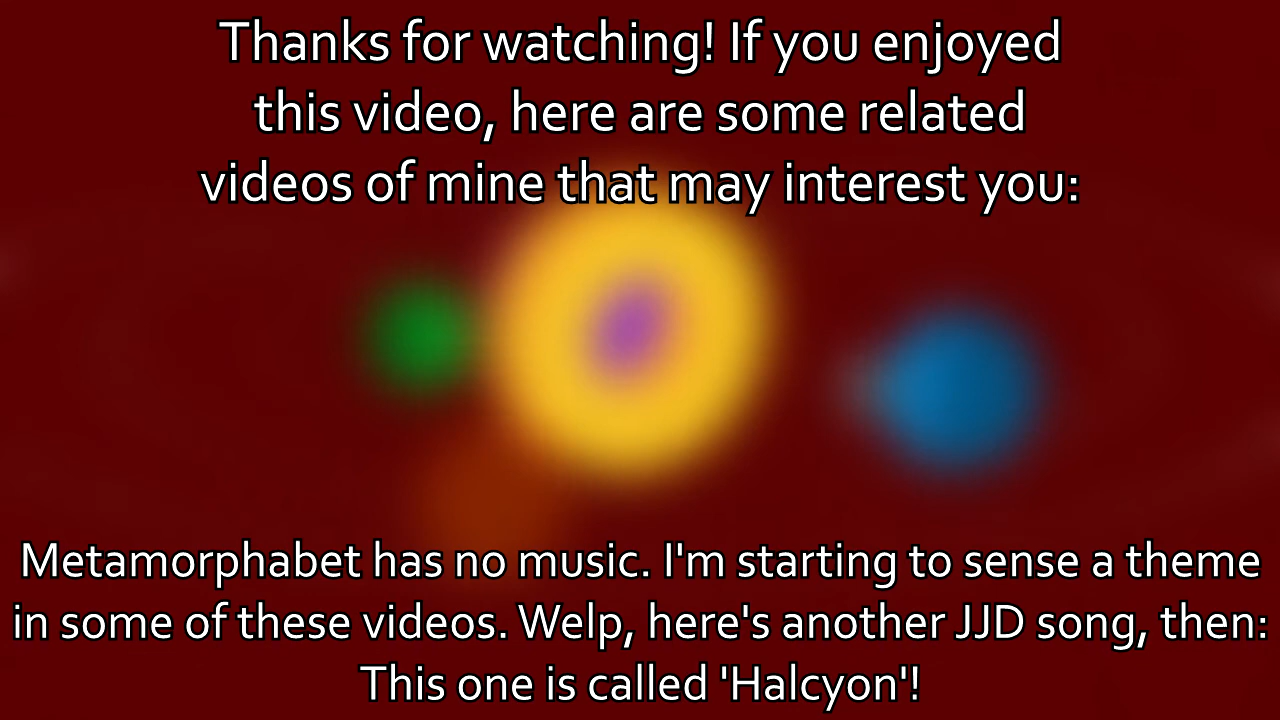 Thanks for watching! If you enjoyed
this video, here are some related
videos of mine that may interest you:
Metamorphabet has no music. I'm starting to sense a theme
in some of these videos. Welp, here's another JJD song, then:
This one is called 'Halcyon'!